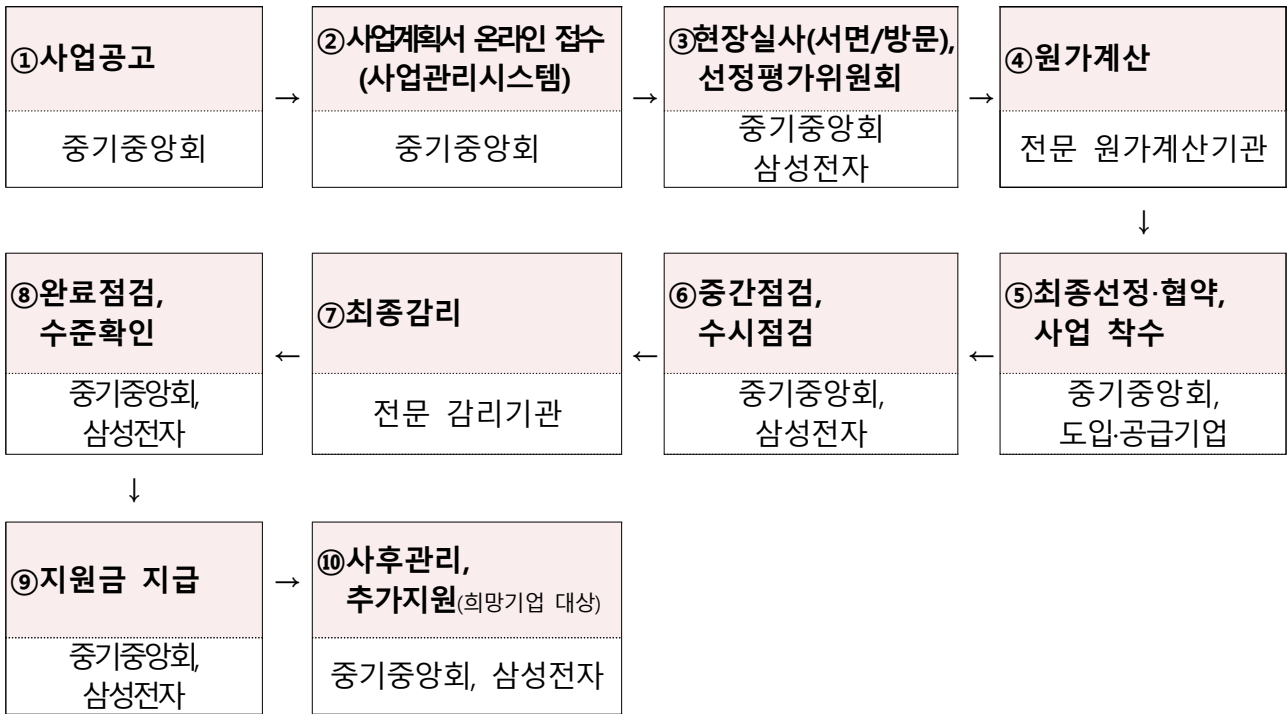 ①사업공고
중기중앙회
→
②사업계획서 온라인 접수
(사업관리시스템)
중기중앙회
→
③현장실사(서면/방문),
선정평가위원회
중기중앙회
삼성전자
→
④원가계산
전문 원가계산기관
↓
⑤최종선정·협약,
사업 착수
중기중앙회,
도입·공급기업
←
⑥중간점검,
수시점검
중기중앙회,
삼성전자
←
⑦최종감리
전문 감리기관
←
⑧완료점검,
수준확인
중기중앙회,
삼성전자
↓
⑨지원금 지급
중기중앙회,
삼성전자
→
⑩사후관리,
추가지원(희망기업 대상)
중기중앙회, 삼성전자